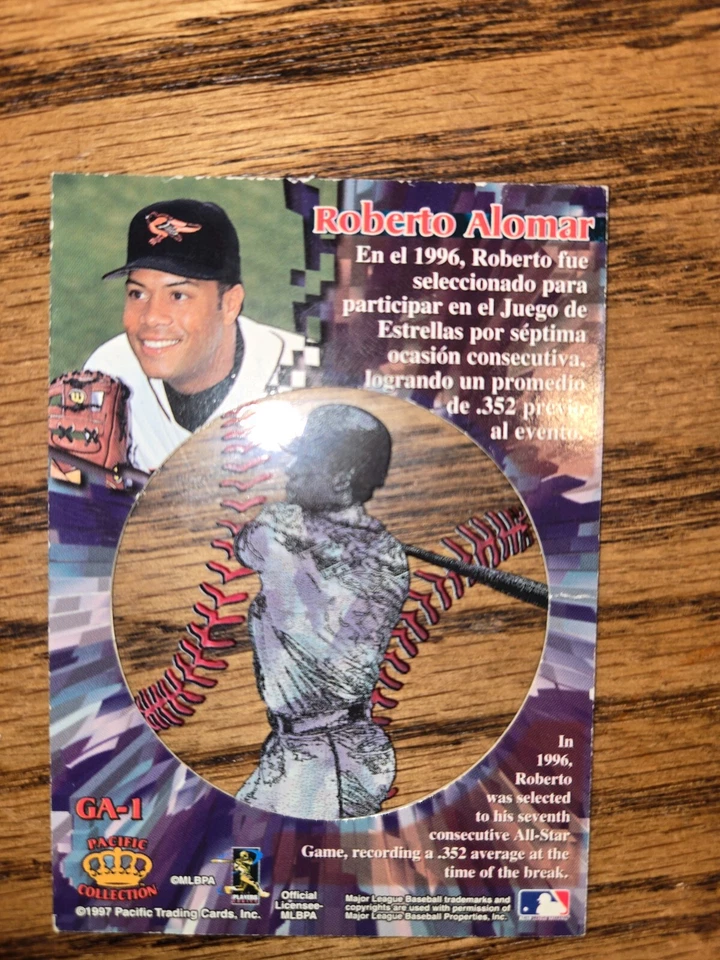 Roberto Alomar
En el 1996, Roberto fue
seleccionado para
participar en el Juego de
Estrellas por séptima
ocasión consecutiva,
logrando un promedio
de .352 previo
al evento.
In
1996,
Roberto
was selected
to his seventh
consecutive All-Star
Game, recording a .352 average at the
time of the break.
GA-1
PACIFIC
COLLECTION
©MLBPA
PLAYERS
Official
Licensee-
MLBPA
Major League Baseball trademarks and
copyrights are used with permission of
Major League Baseball Properties, Inc.
©1997 Pacific Trading Cards, Inc.